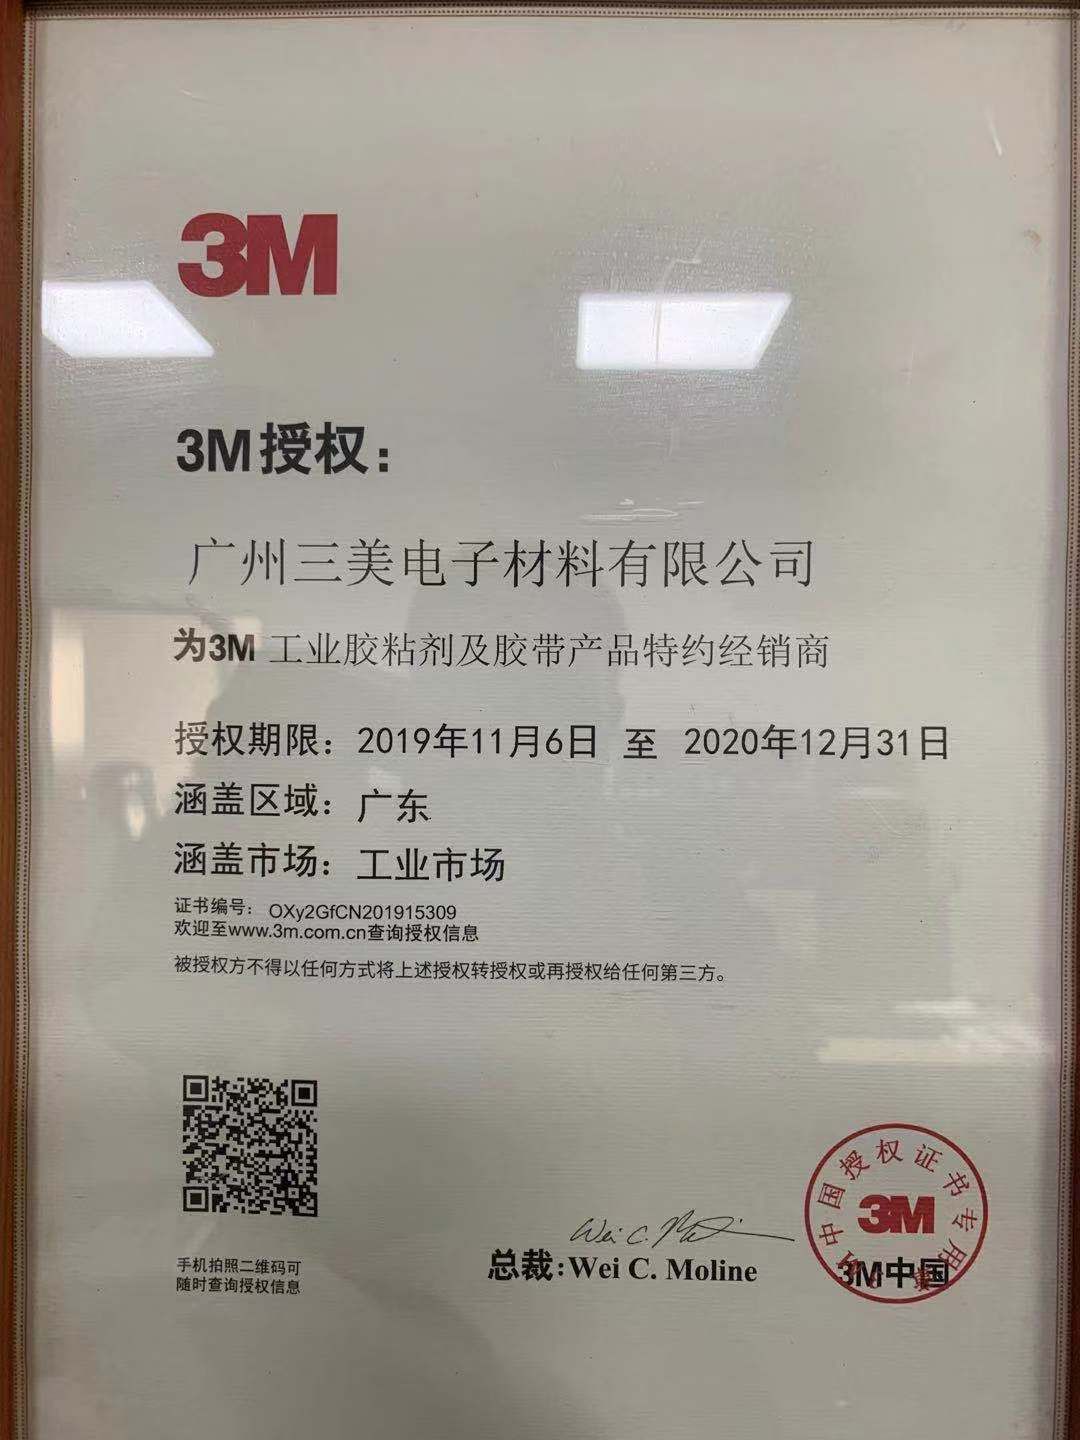 3M
3M授权：
广州三美电子材料有限公司
为3M 工业胶粘剂及胶带产品特约经销商
授权期限：2019年11月6日 至 2020年12月31日
涵盖区域：广东
涵盖市场：工业市场
证书编号： OXy2GfCN201915309
欢迎至www.3m.com.cn查询授权信息
被授权方不得以任何方式将上述授权转授权或再授权给任何第三方。
手机拍照二维码可
随时查询授权信息
Wei C. Moline
总裁：Wei C. Moline
3M中国授权证书专用章
3M
3M中国